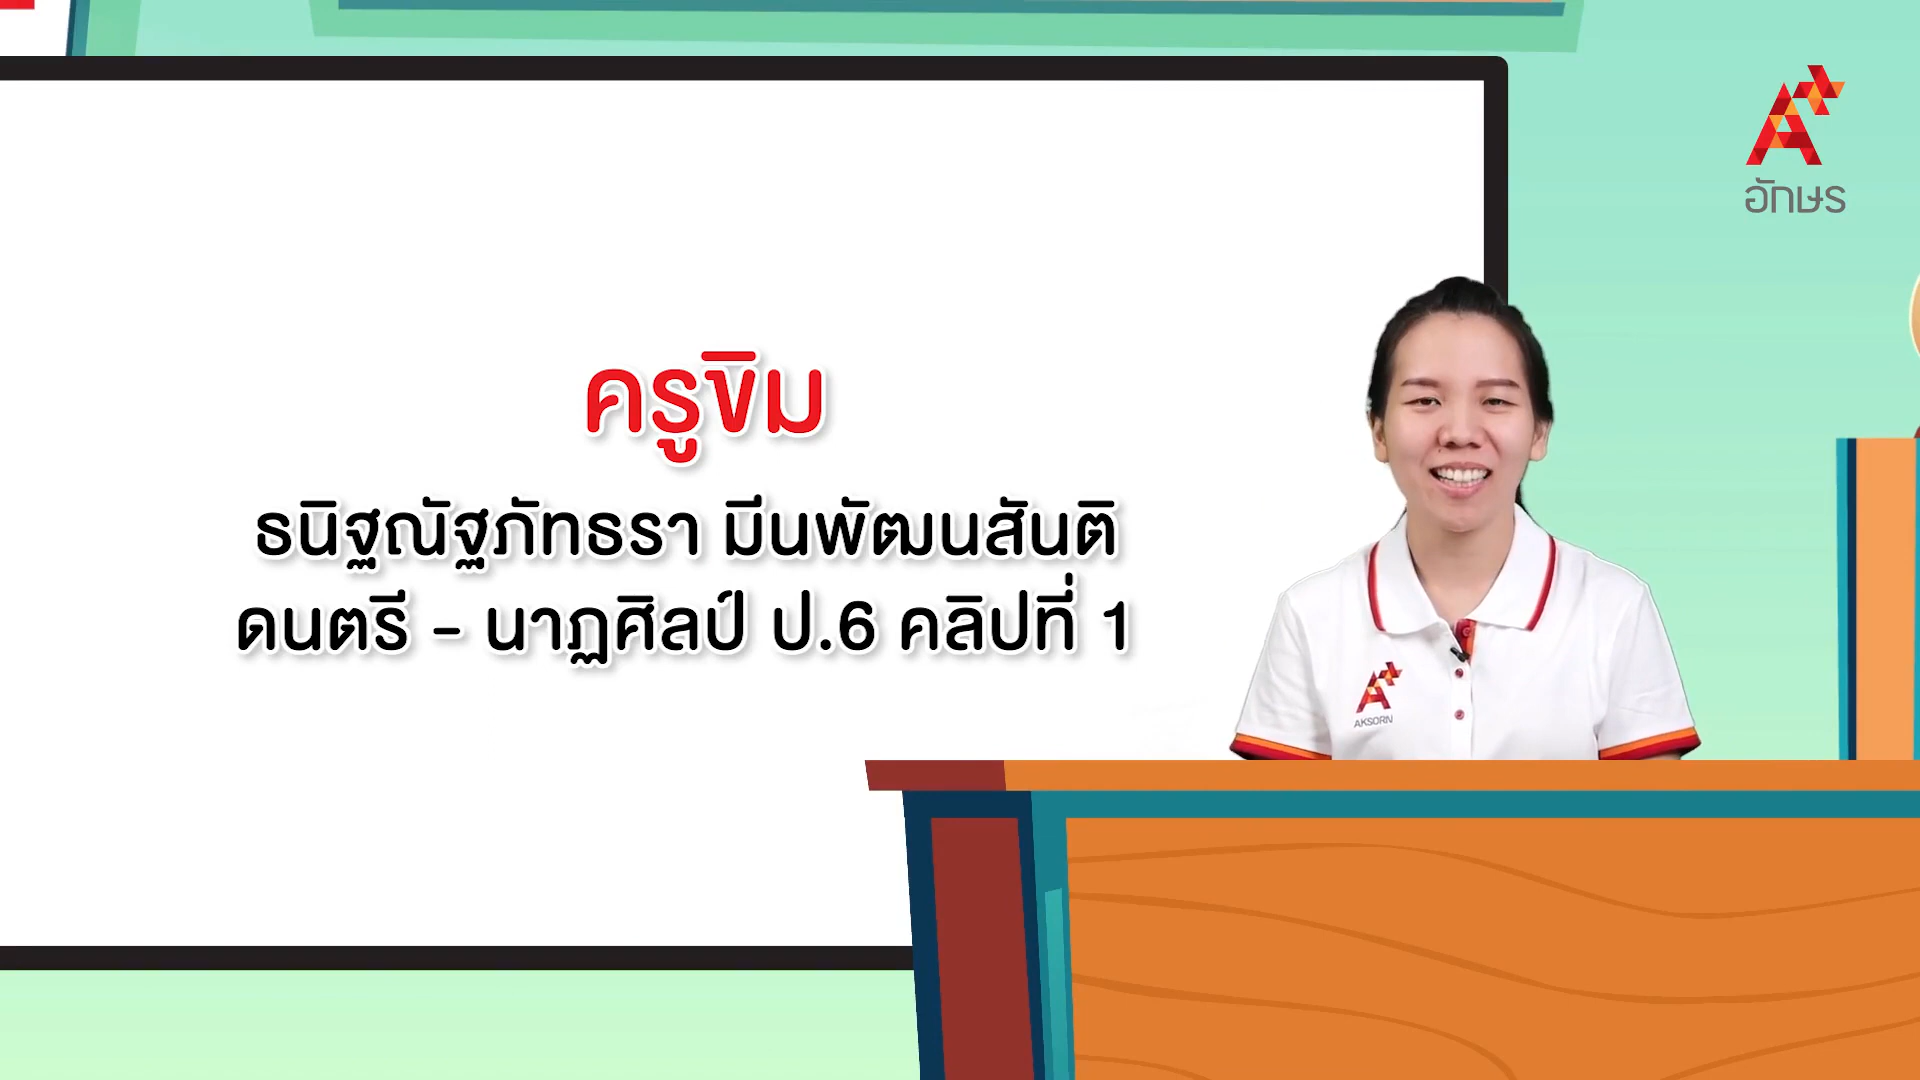 อักษร
ครูขิม
ธนิฐณัฐภัทธรา มีนพัฒนสันติ
ดนตรี - นาฏศิลป์ ป.6 คลิปที่ 1
AKSORN